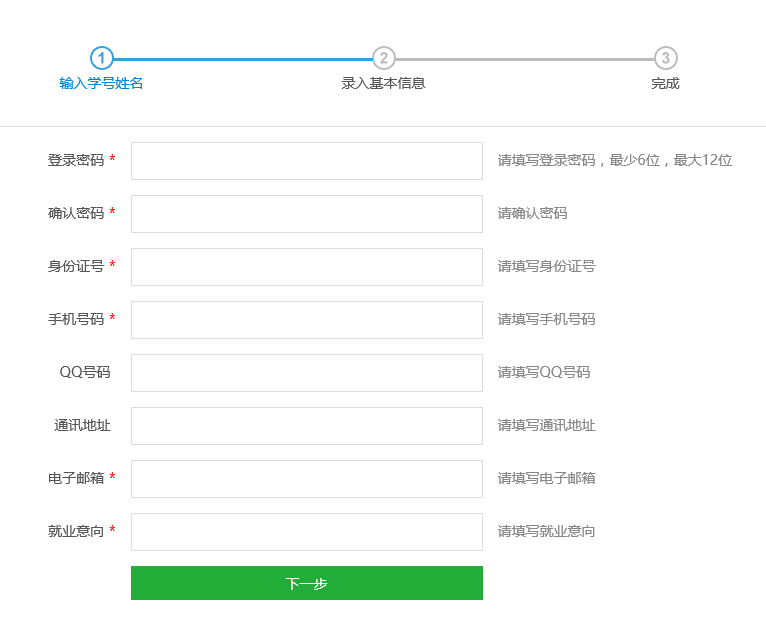 1 2 3
输入学号姓名 录入基本信息 完成
登录密码 * 请填写登录密码，最少6位，最大12位
确认密码 * 请确认密码
身份证号 * 请填写身份证号
手机号码 * 请填写手机号码
QQ号码 请填写QQ号码
通讯地址 请填写通讯地址
电子邮箱 * 请填写电子邮箱
就业意向 * 请填写就业意向
下一步